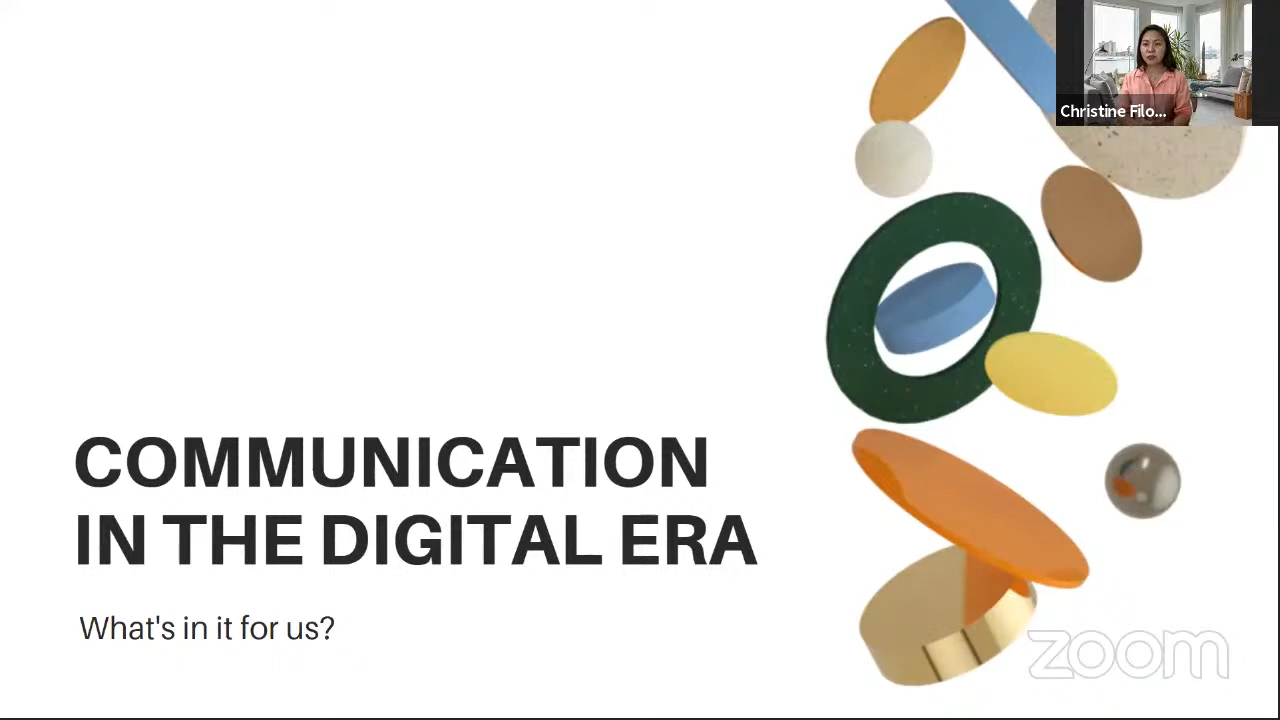 Christine Filo...
COMMUNICATION
IN THE DIGITAL ERA
What's in it for us?
zoom